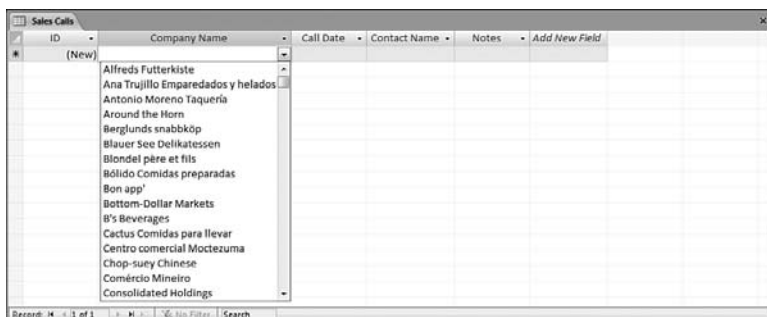 Sales Calls
ID Company Name Call Date Contact Name Notes Add New Field
(New)
Alfreds Futterkiste
Ana Trujillo Emparedados y helados
Antonio Moreno Taquería
Around the Horn
Berglunds snabbköp
Blauer See Delikatessen
Blondel père et fils
Bólido Comidas preparadas
Bon app'
Bottom-Dollar Markets
B's Beverages
Cactus Comidas para llevar
Centro comercial Moctezuma
Chop-suey Chinese
Comércio Mineiro
Consolidated Holdings
Record: 1 of 1 No Filter Search